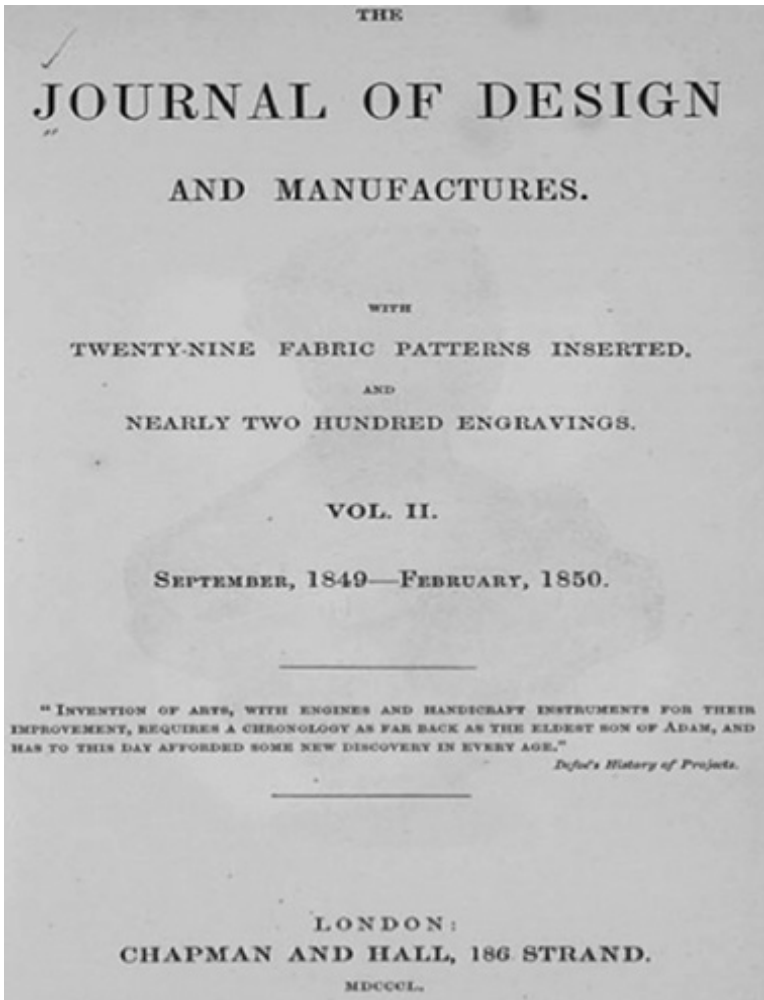 THE
JOURNAL OF DESIGN
AND MANUFACTURES.
WITH
TWENTY-NINE FABRIC PATTERNS INSERTED,
AND
NEARLY TWO HUNDRED ENGRAVINGS.
VOL. II.
SEPTEMBER, 1849—FEBRUARY, 1850.
"INVENTION OF ARTS, WITH ENGINES AND HANDICRAFT INSTRUMENTS FOR THEIR
IMPROVEMENT, REQUIRES A CHRONOLOGY AS FAR BACK AS THE ELDEST SON OF ADAM, AND
HAS TO THIS DAY AFFORDED SOME NEW DISCOVERY IN EVERY AGE."
Defoe's History of Projects.
LONDON:
CHAPMAN AND HALL, 186 STRAND.
MDCCCL.